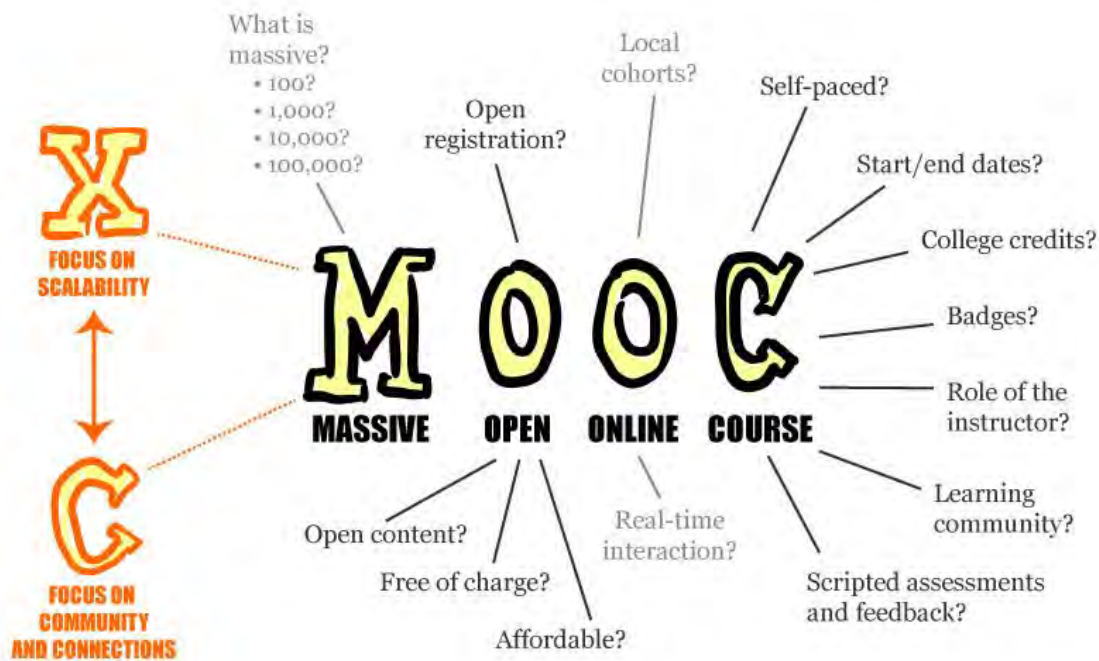 What is
massive?
• 100?
• 1,000?
• 10,000?
• 100,000?
Open
registration?
Local
cohorts?
Self-paced?
Start/end dates?
College credits?
Badges?
Role of the
instructor?
Learning
community?
Scripted assessments
and feedback?
X
FOCUS ON
SCALABILITY
C
FOCUS ON
COMMUNITY
AND CONNECTIONS
MOOC
MASSIVE OPEN ONLINE COURSE
Open content?
Free of charge?
Affordable?
Real-time
interaction?